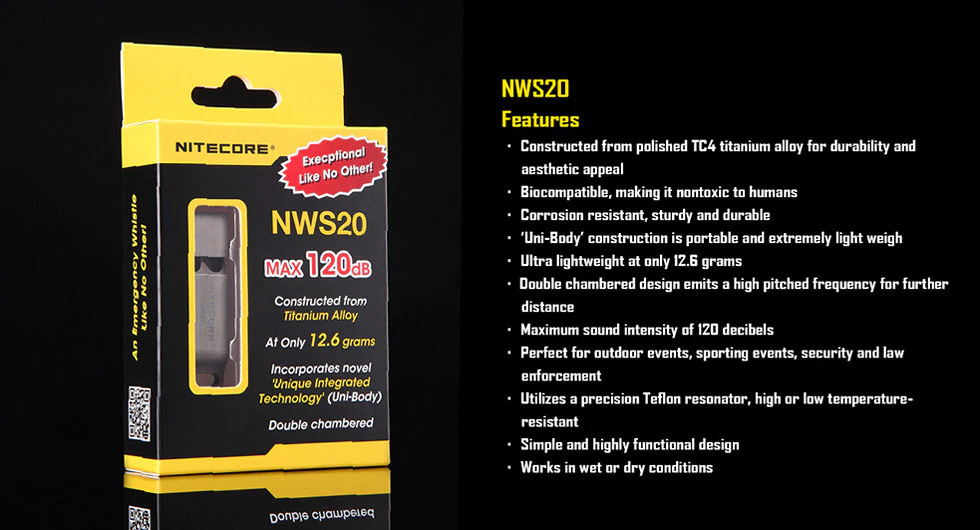 NITECORE®
Execptional
Like No Other!
NWS20
MAX 120dB
Constructed from
Titanium Alloy
At Only 12.6 grams
Incorporates novel
'Unique Integrated
Technology' (Uni-Body)
Double chambered
An Emergency Whistle
Like No Other!
Double chambered
NWS20
Features
· Constructed from polished TC4 titanium alloy for durability and
aesthetic appeal
· Biocompatible, making it nontoxic to humans
· Corrosion resistant, sturdy and durable
· ‘Uni-Body’ construction is portable and extremely light weigh
· Ultra lightweight at only 12.6 grams
· Double chambered design emits a high pitched frequency for further
distance
· Maximum sound intensity of 120 decibels
· Perfect for outdoor events, sporting events, security and law
enforcement
· Utilizes a precision Teflon resonator, high or low temperature-
resistant
· Simple and highly functional design
· Works in wet or dry conditions